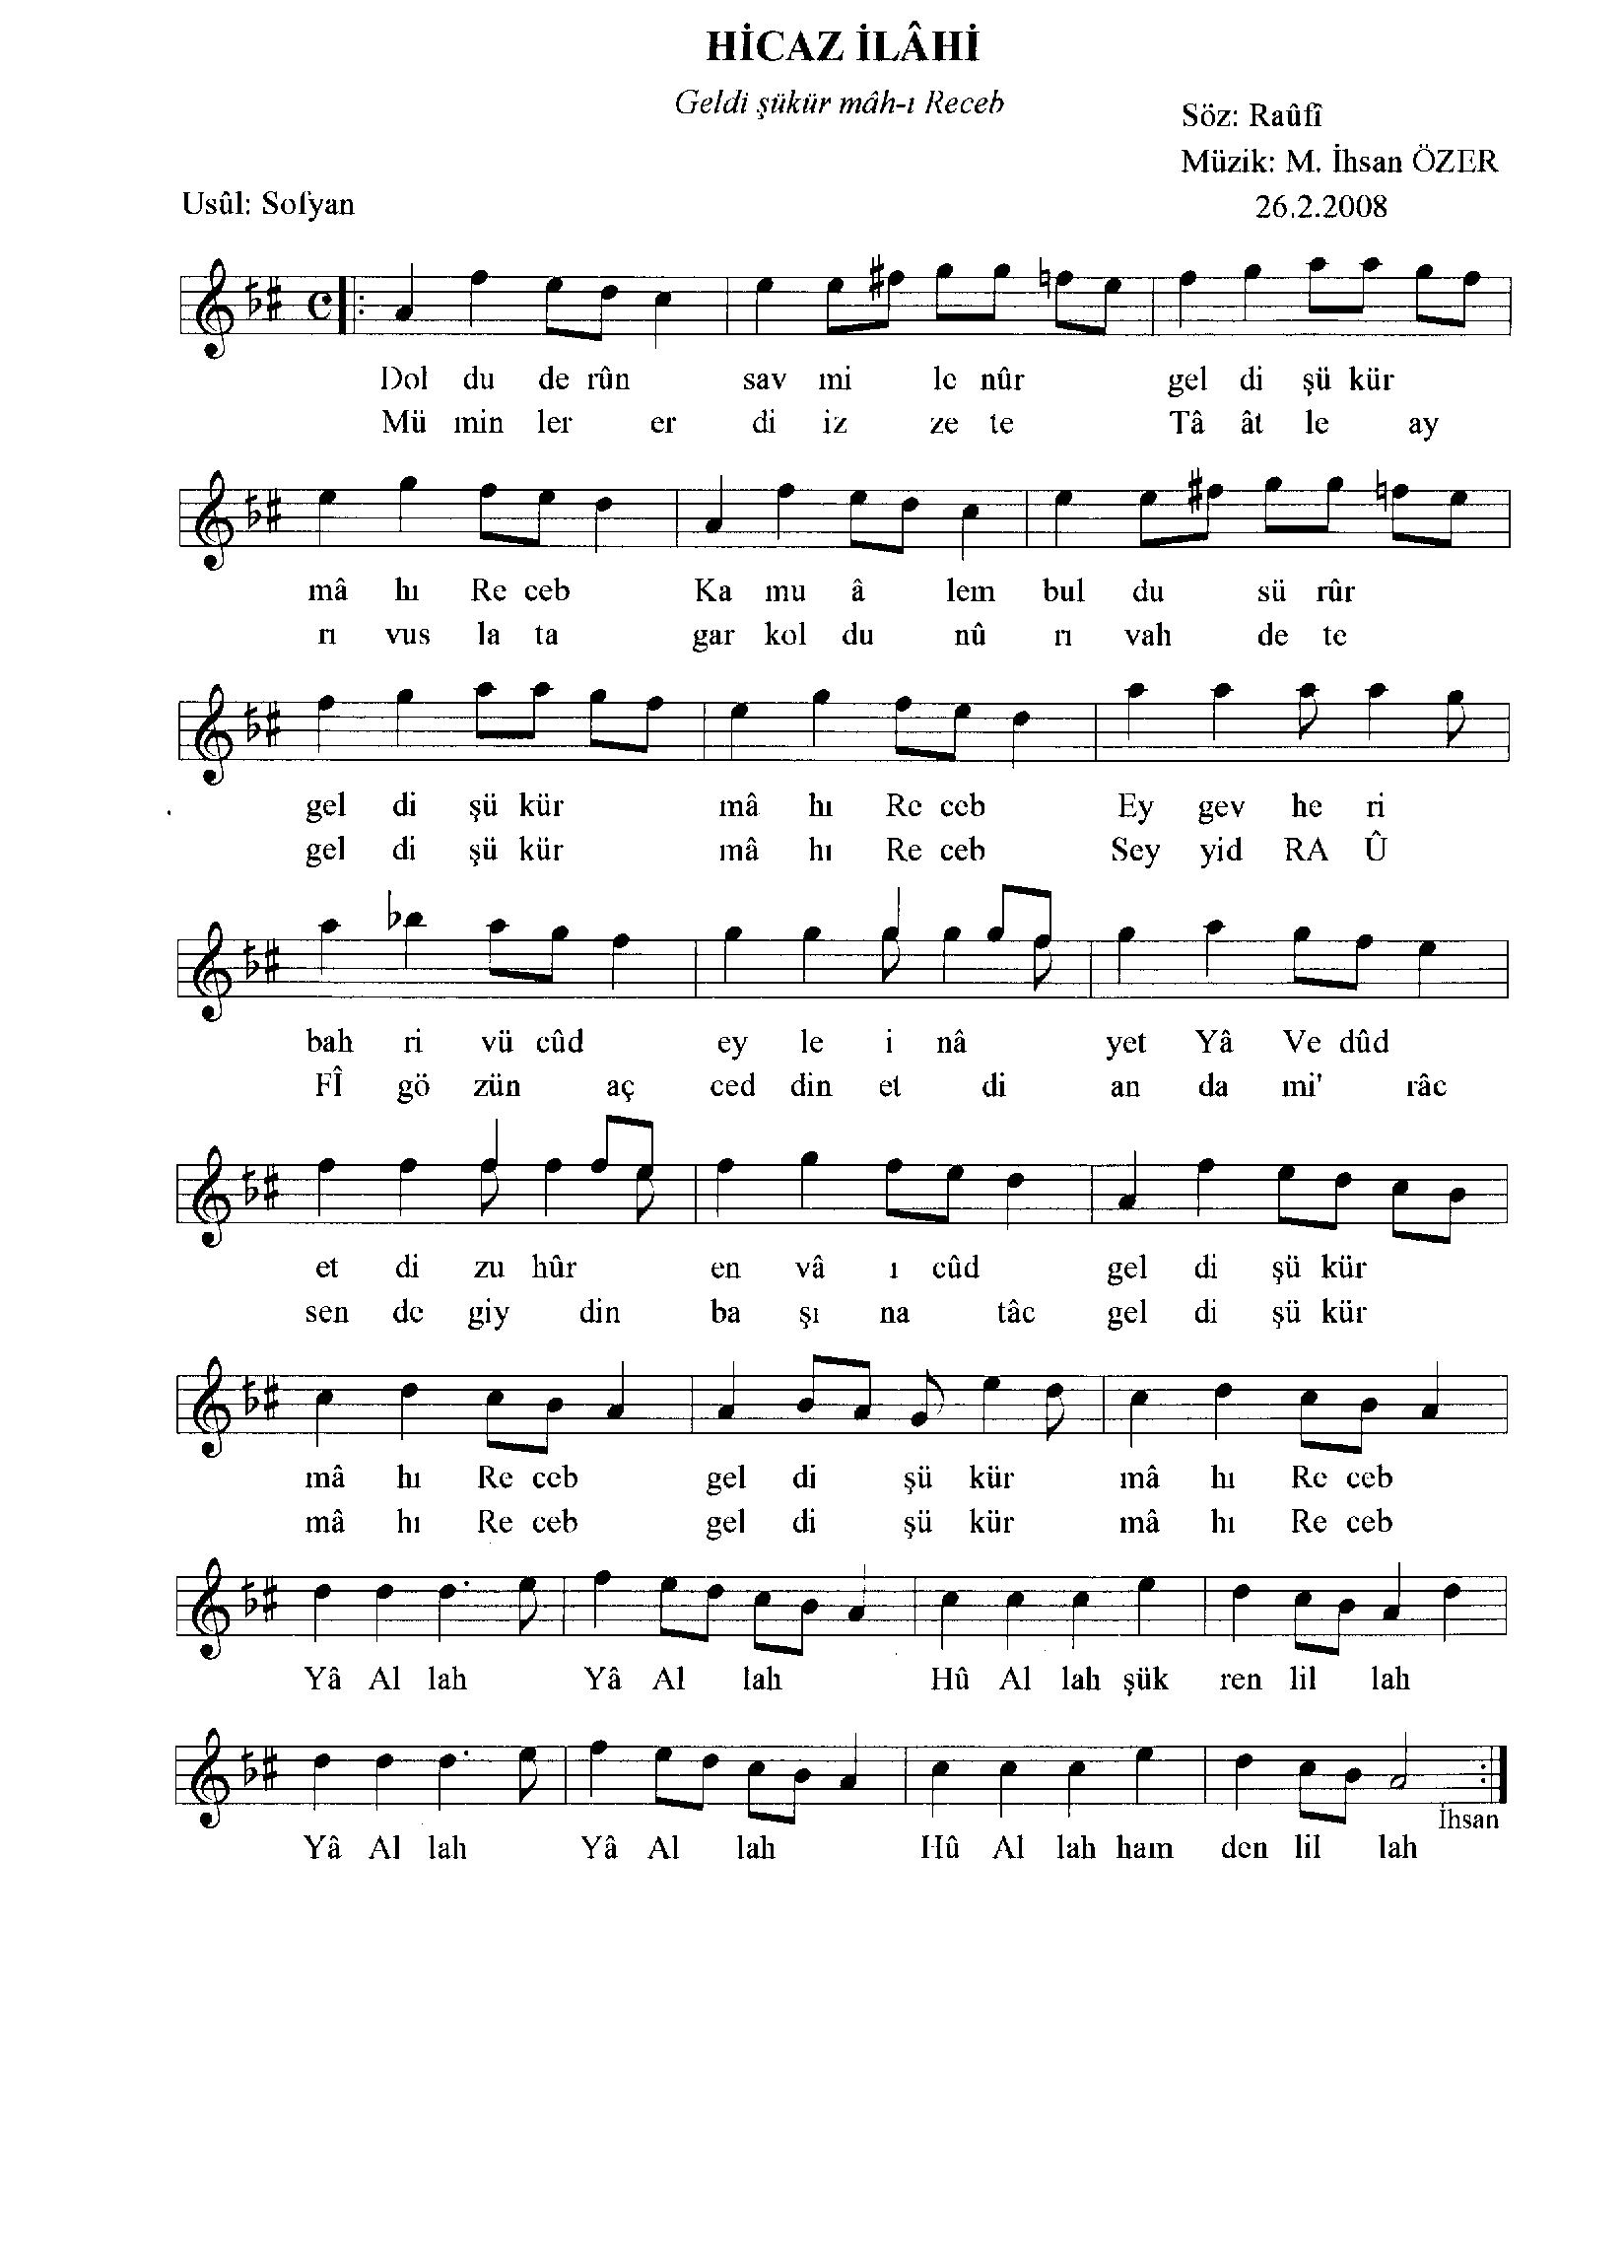 HİCAZ İLÂHİ
Geldi şükür mâh-ı Receb
Söz: Raûfî
Müzik: M. İhsan ÖZER
Usûl: Sofyan
26.2.2008
Dol du de rûn sav mi le nûr gel di şü kür
Mü min ler er di iz ze te Tâ ât le ay
mâ hı Re ceb Ka mu â lem bul du sü rûr
rı vus la ta gar kol du nû rı vah de te
gel di şü kür mâ hı Re ceb Ey gev he ri
gel di şü kür mâ hı Re ceb Sey yid RA Û
bah ri vü cûd ey le i nâ yet Yâ Ve dûd
FÎ gö zün aç ced din et di an da mi' râc
et di zu hûr en vâ ı cûd gel di şü kür
sen de giy din ba şı na tâc gel di şü kür
mâ hı Re ceb gel di şü kür mâ hı Re ceb
mâ hı Re ceb gel di şü kür mâ hı Re ceb
Yâ Al lah Yâ Al lah Hû Al lah şük ren lil lah
İhsan
Yâ Al lah Yâ Al lah Hû Al lah ham den lil lah